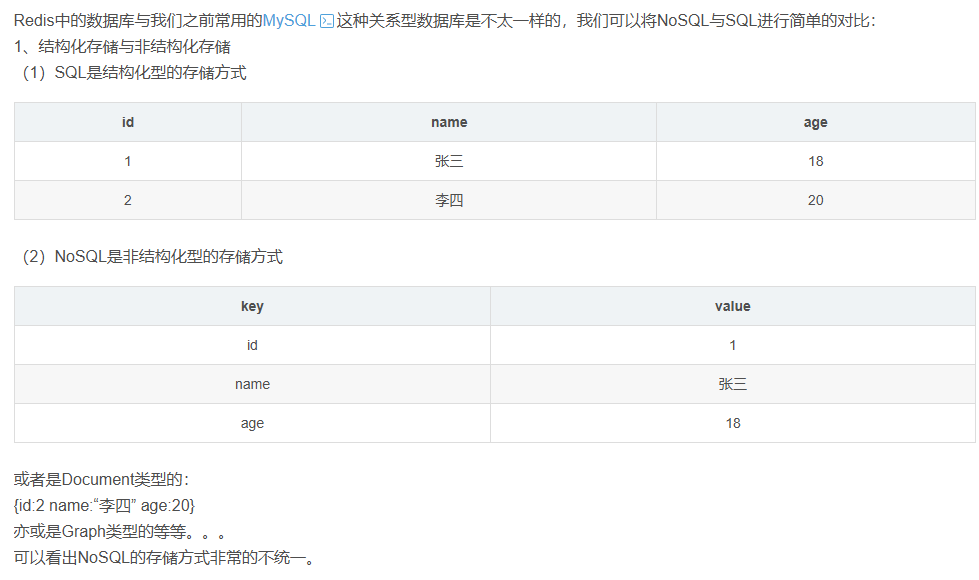 Redis中的数据库与我们之前常用的MySQL这种关系型数据库是不太一样的，我们可以将NoSQL与SQL进行简单的对比：
1、结构化存储与非结构化存储
（1）SQL是结构化型的存储方式
id name age
1 张三 18
2 李四 20
（2）NoSQL是非结构化型的存储方式
key value
id 1
name 张三
age 18
或者是Document类型的：
{id:2 name:“李四” age:20}
亦或是Graph类型的等等。。。
可以看出NoSQL的存储方式非常的不统一。